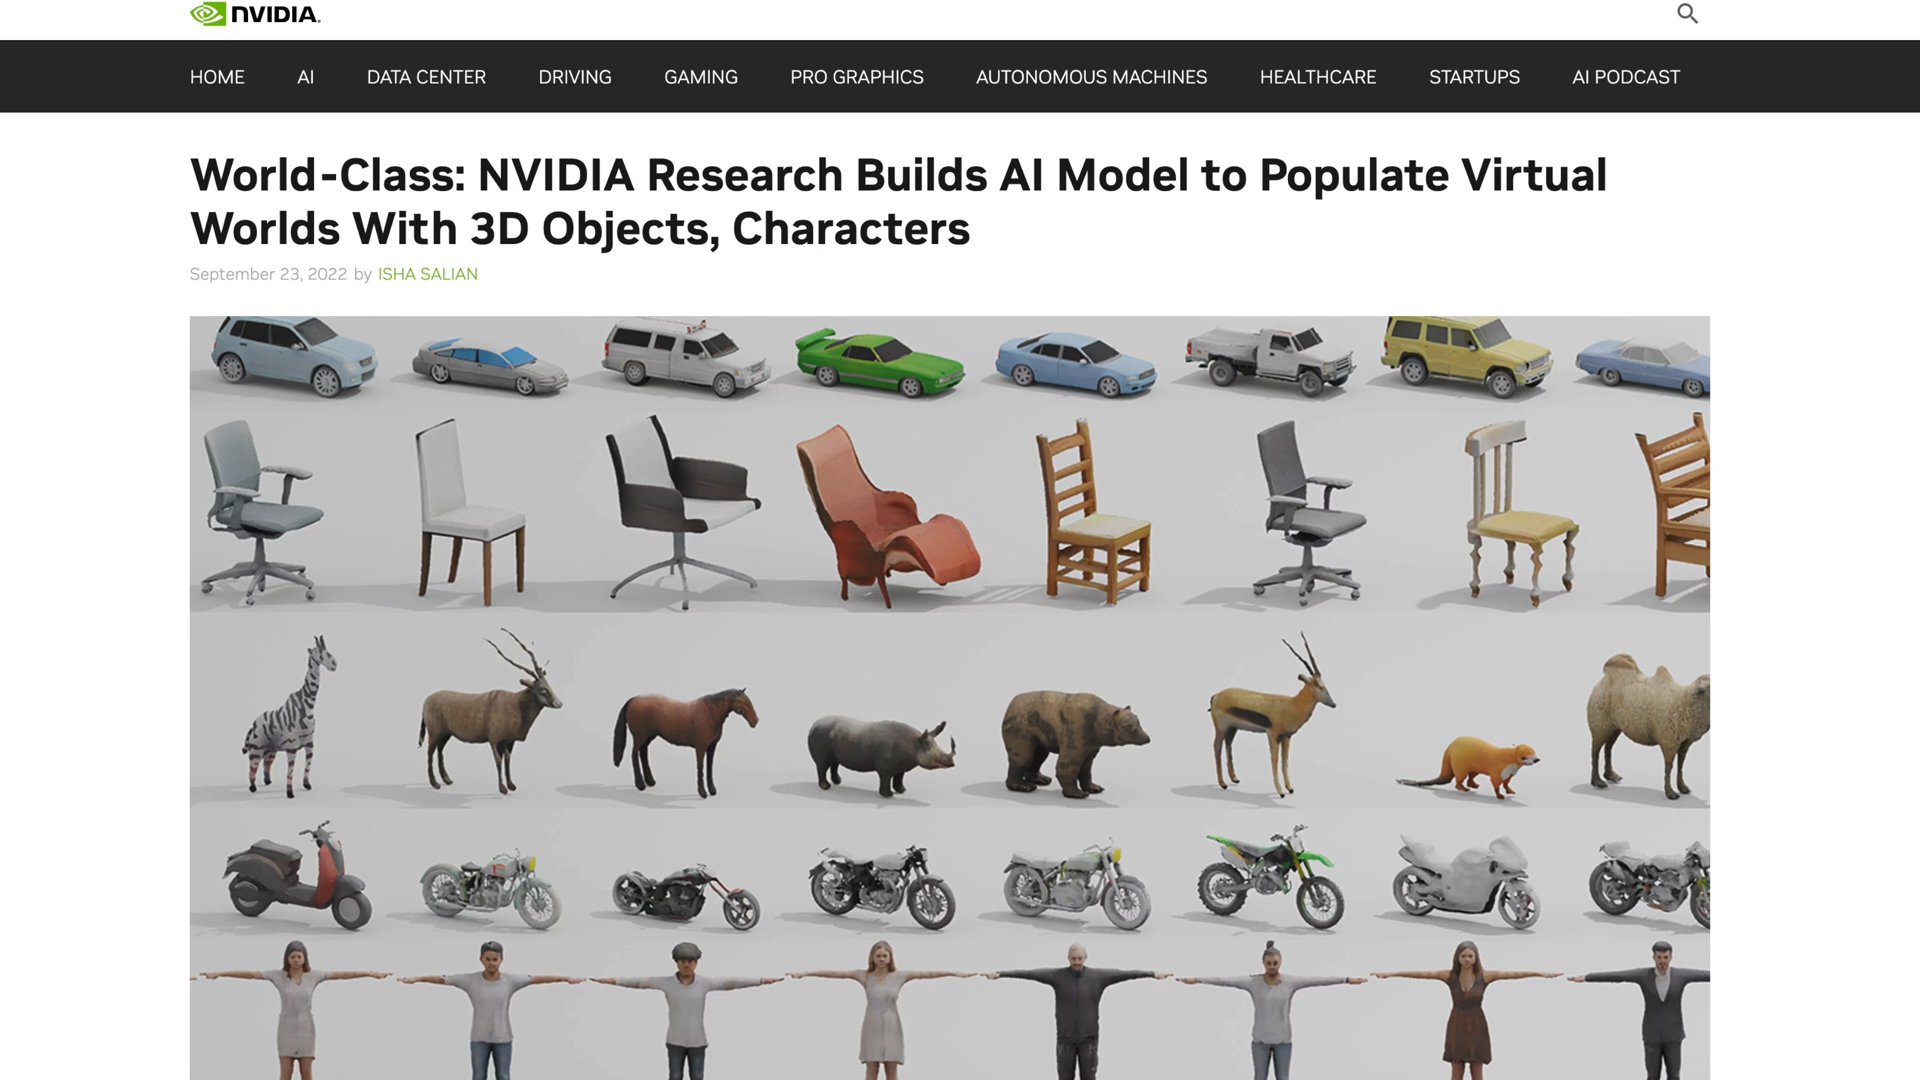 NVIDIA.
HOME AI DATA CENTER DRIVING GAMING PRO GRAPHICS AUTONOMOUS MACHINES HEALTHCARE STARTUPS AI PODCAST
World-Class: NVIDIA Research Builds AI Model to Populate Virtual
Worlds With 3D Objects, Characters
September 23, 2022 by ISHA SALIAN